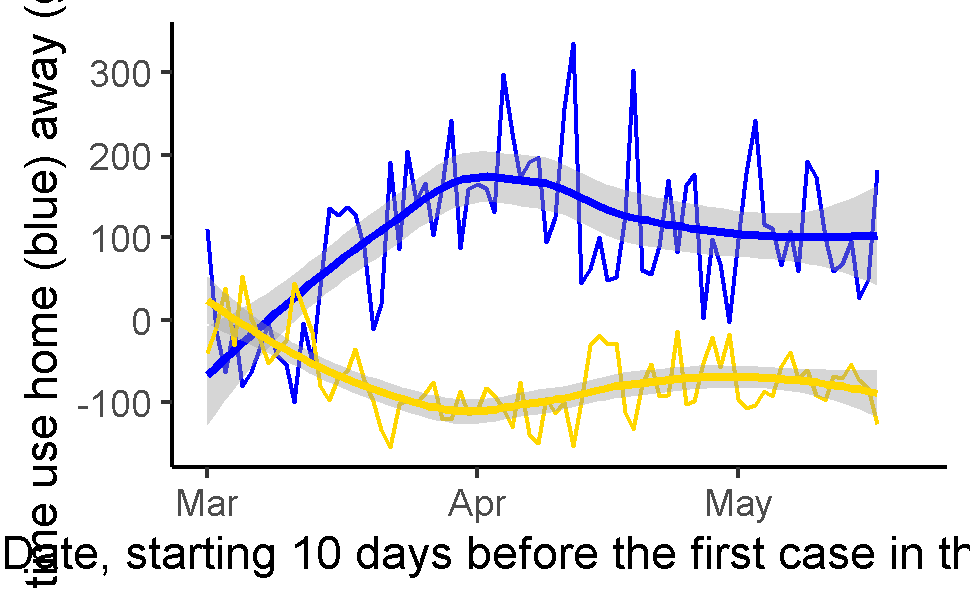 time use home (blue) away (
300
200
100
0
-100
Mar Apr May
Date, starting 10 days before the first case in th